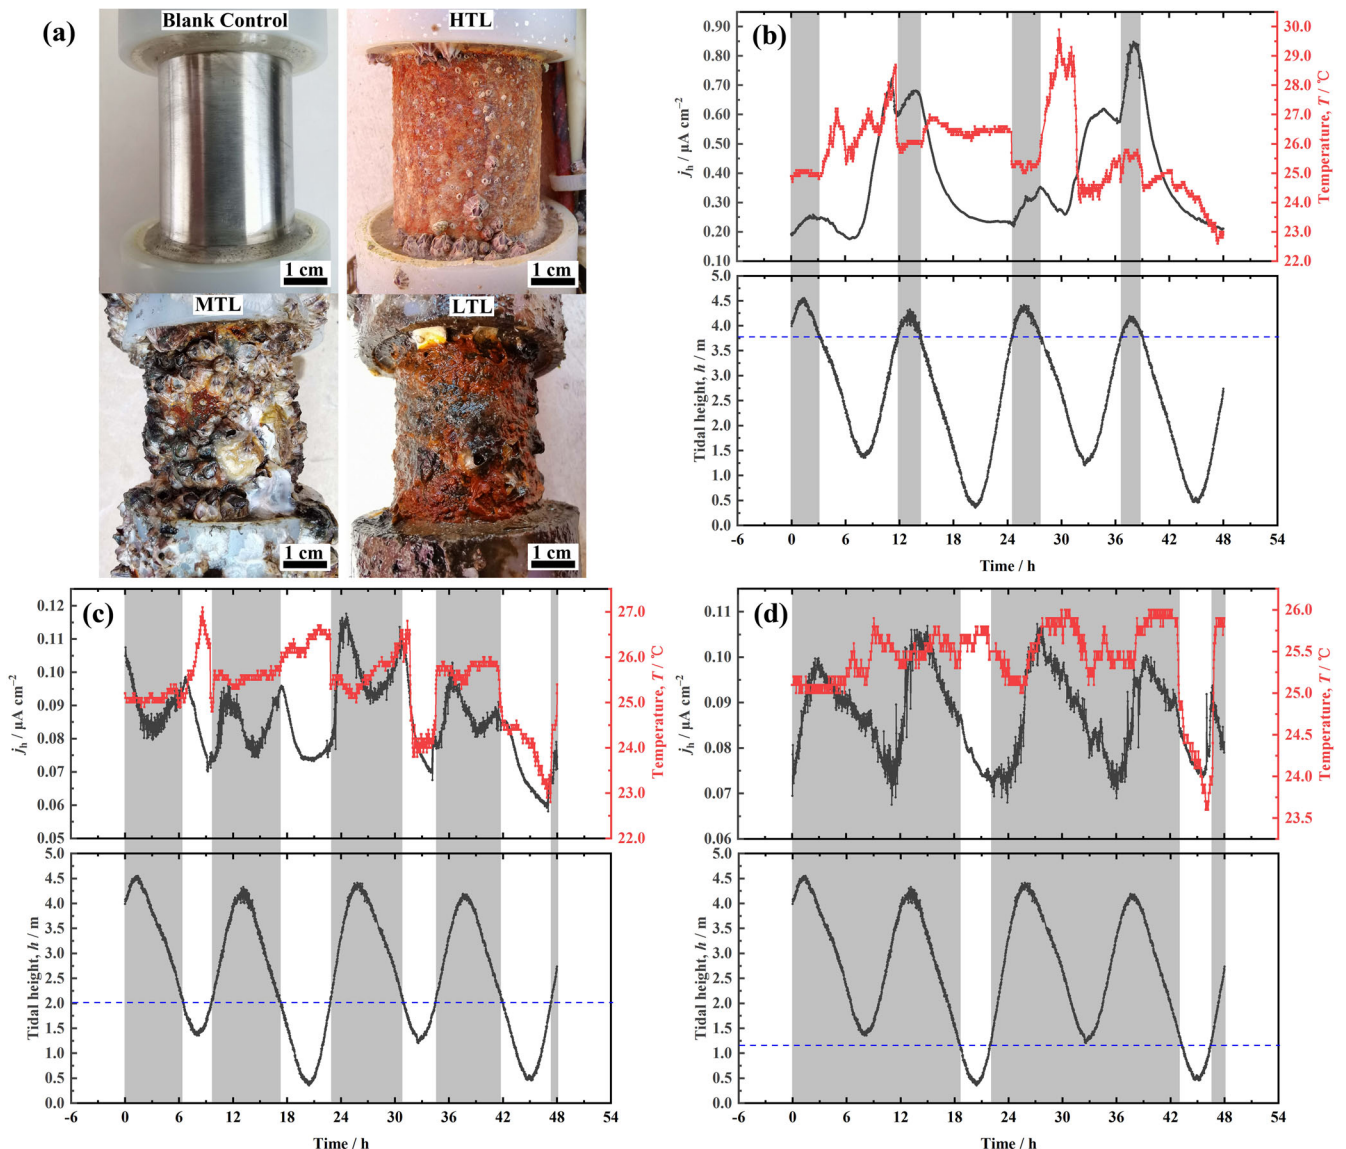 (a)
Blank Control
HTL
1 cm
1 cm
MTL
LTL
1 cm
1 cm
(b)
0.90
0.80
0.70
0.60
0.50
0.40
0.30
0.20
0.10
jh / μA cm−2
30.0
29.0
28.0
27.0
26.0
25.0
24.0
23.0
22.0
Temperature, T / ℃
5.0
4.5
4.0
3.5
3.0
2.5
2.0
1.5
1.0
0.5
0.0
Tidal height, h / m
-6 0 6 12 18 24 30 36 42 48 54
Time / h
(c)
0.12
0.11
0.10
0.09
0.08
0.07
0.06
0.05
jh / μA cm−2
27.0
26.0
25.0
24.0
23.0
22.0
Temperature, T / ℃
5.0
4.5
4.0
3.5
3.0
2.5
2.0
1.5
1.0
0.5
0.0
Tidal height, h / m
-6 0 6 12 18 24 30 36 42 48 54
Time / h
(d)
0.11
0.10
0.09
0.08
0.07
0.06
jh / μA cm−2
26.0
25.5
25.0
24.5
24.0
23.5
Temperature, T / ℃
5.0
4.5
4.0
3.5
3.0
2.5
2.0
1.5
1.0
0.5
0.0
Tidal height, h / m
-6 0 6 12 18 24 30 36 42 48 54
Time / h